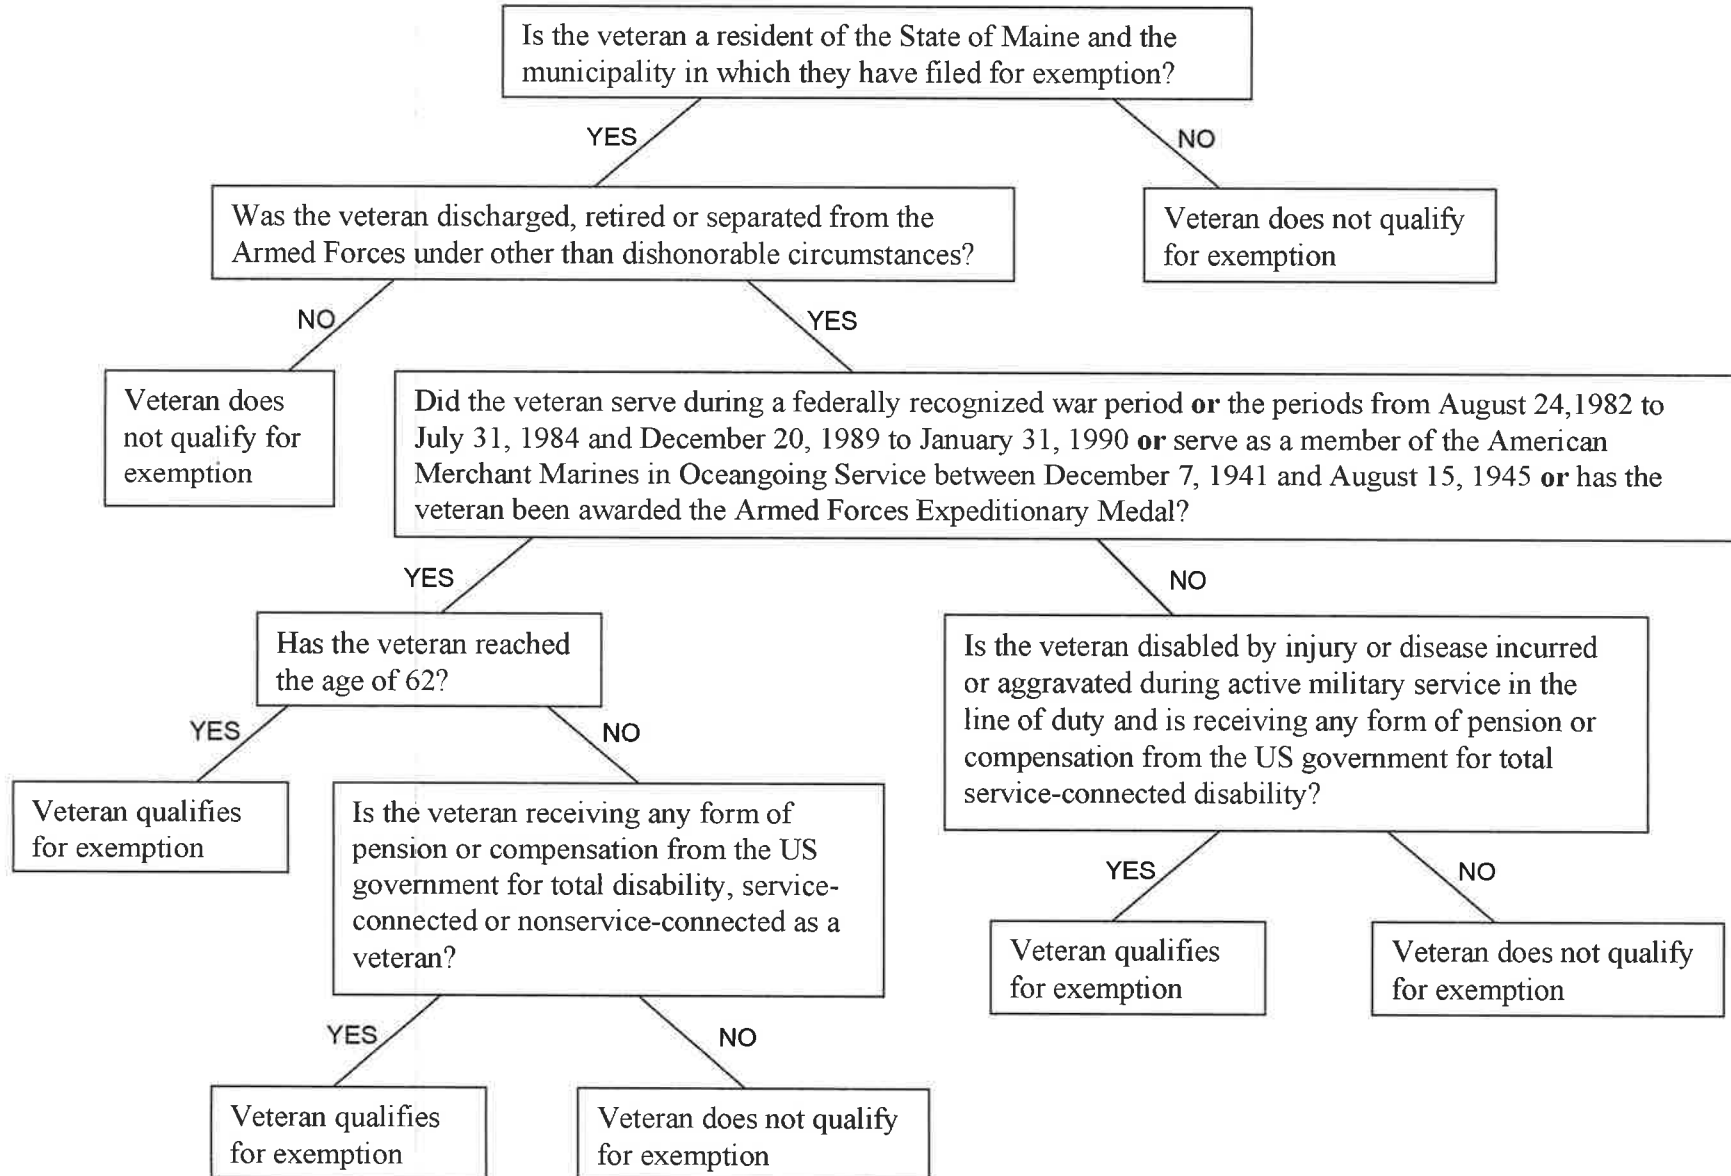 Is the veteran a resident of the State of Maine and the
municipality in which they have filed for exemption?
YES
NO
Was the veteran discharged, retired or separated from the
Armed Forces under other than dishonorable circumstances?
Veteran does not qualify
for exemption
NO
YES
Veteran does
not qualify for
exemption
Did the veteran serve during a federally recognized war period or the periods from August 24,1982 to
July 31, 1984 and December 20, 1989 to January 31, 1990 or serve as a member of the American
Merchant Marines in Oceangoing Service between December 7, 1941 and August 15, 1945 or has the
veteran been awarded the Armed Forces Expeditionary Medal?
YES
NO
Has the veteran reached
the age of 62?
Is the veteran disabled by injury or disease incurred
or aggravated during active military service in the
line of duty and is receiving any form of pension or
compensation from the US government for total
service-connected disability?
YES
NO
Veteran qualifies
for exemption
Is the veteran receiving any form of
pension or compensation from the US
government for total disability, service-
connected or nonservice-connected as a
veteran?
YES
NO
Veteran qualifies
for exemption
Veteran does not qualify
for exemption
YES
NO
Veteran qualifies
for exemption
Veteran does not qualify
for exemption